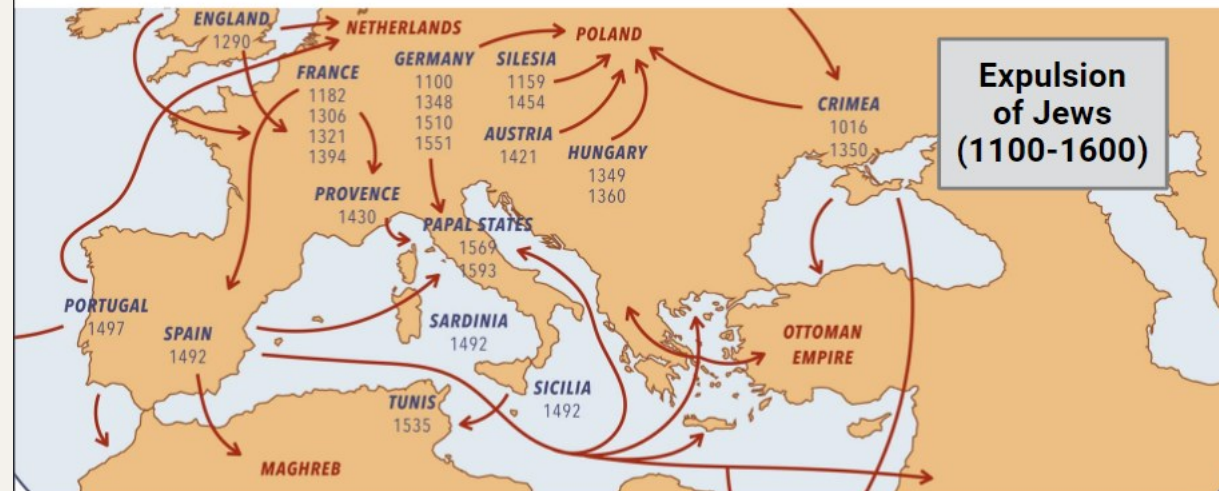 ENGLAND
1290
NETHERLANDS
FRANCE
1182
1306
1321
1394
GERMANY
1100
1348
1510
1551
SILESIA
1159
1454
POLAND
AUSTRIA
1421
HUNGARY
1349
1360
CRIMEA
1016
1350
Expulsion
of Jews
(1100-1600)
PROVENCE
1430
PAPAL STATES
1569
1593
PORTUGAL
1497
SPAIN
1492
SARDINIA
1492
SICILIA
1492
TUNIS
1535
OTTOMAN
EMPIRE
MAGHREB